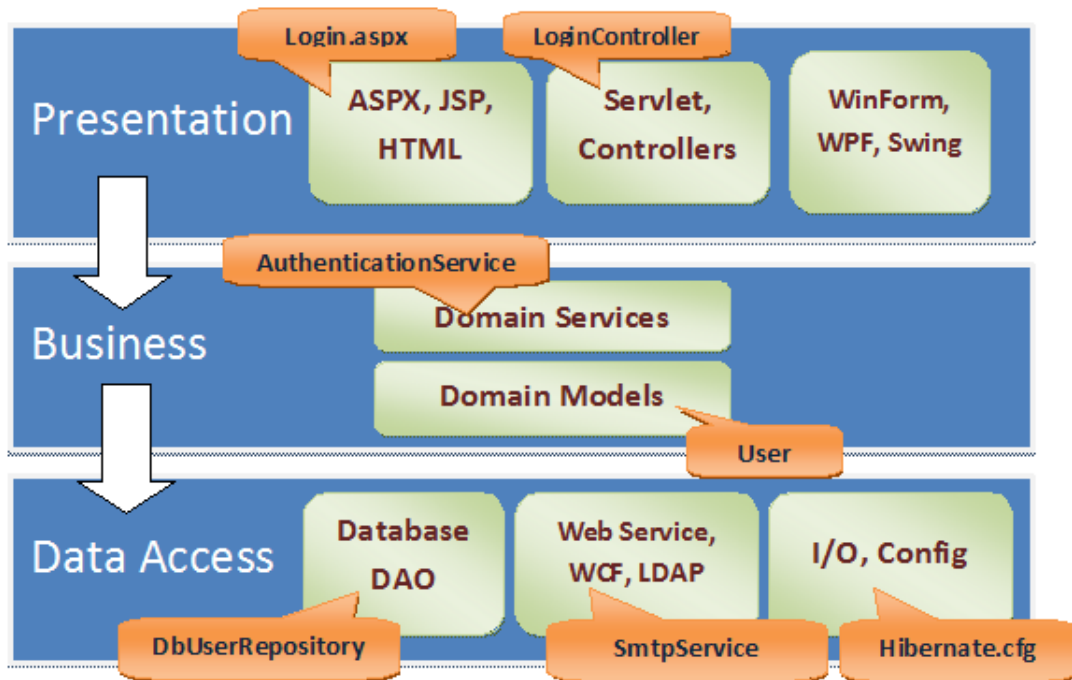 Login.aspx
LoginController
Presentation
ASPX, JSP,
HTML
Servlet,
Controllers
WinForm,
WPF, Swing
AuthenticationService
Business
Domain Services
Domain Models
User
Data Access
Database
DAO
Web Service,
WCF, LDAP
I/O, Config
DbUserRepository
SmtpService
Hibernate.cfg